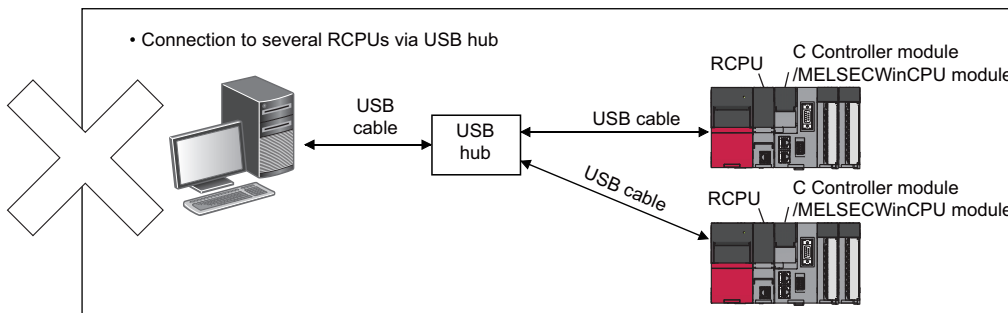 • Connection to several RCPUs via USB hub
RCPU
C Controller module
/MELSECWinCPU module
USB
cable
USB
hub
USB cable
USB cable
RCPU
C Controller module
/MELSECWinCPU module